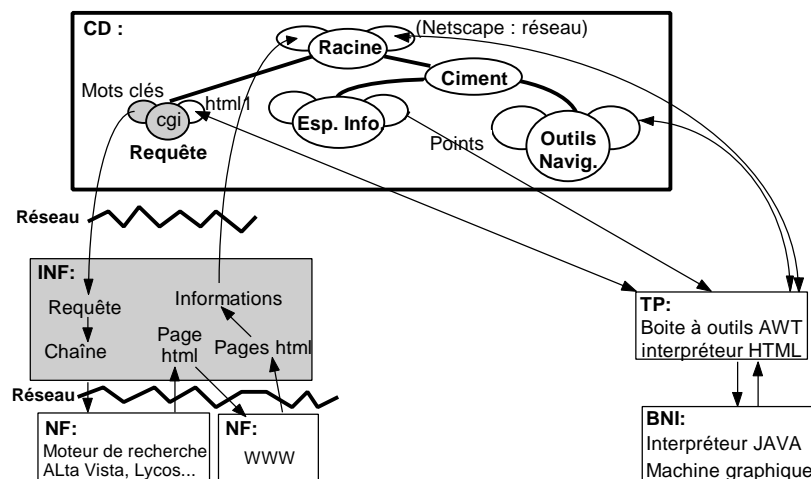 CD :
(Netscape : réseau)
Racine
Ciment
Mots clés
html1
cgi
Requête
Esp. Info.
Outils
Navig.
Points
Réseau
INF:
Requête
Informations
Chaîne
Page
html
Pages html
TP:
Boite à outils AWT
interpréteur HTML
Réseau
NF:
Moteur de recherche
ALta Vista, Lycos...
NF:
WWW
BNI:
Interpréteur JAVA
Machine graphique